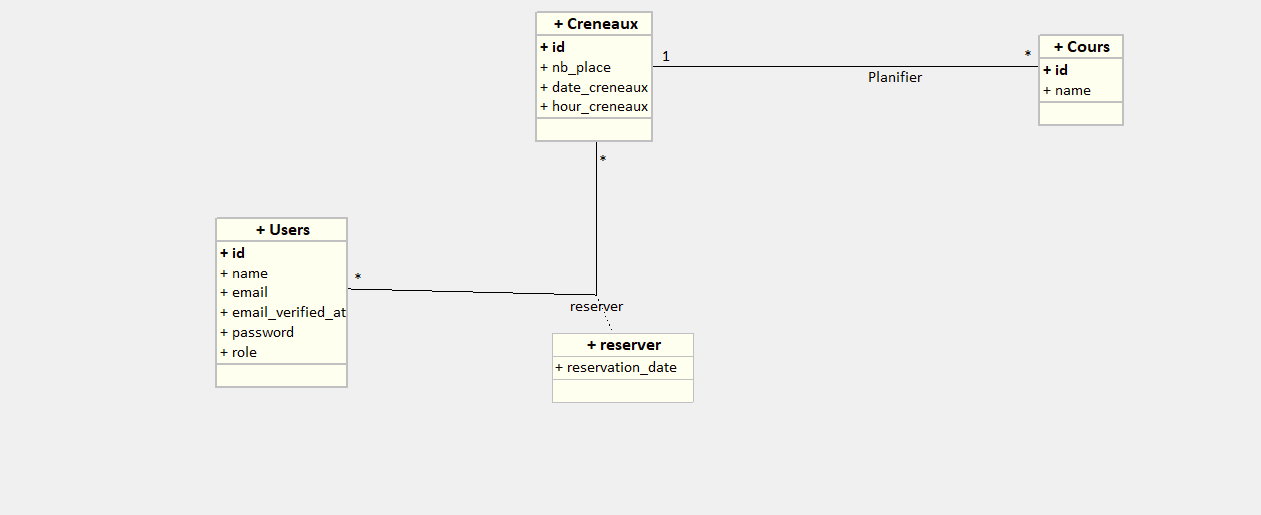 + Creneaux
+ id
+ nb_place
+ date_creneaux
+ hour_creneaux
1
*
Planifier
+ Cours
+ id
+ name
*
+ Users
+ id
+ name
+ email
+ email_verified_at
+ password
+ role
*
reserver
+ reserver
+ reservation_date